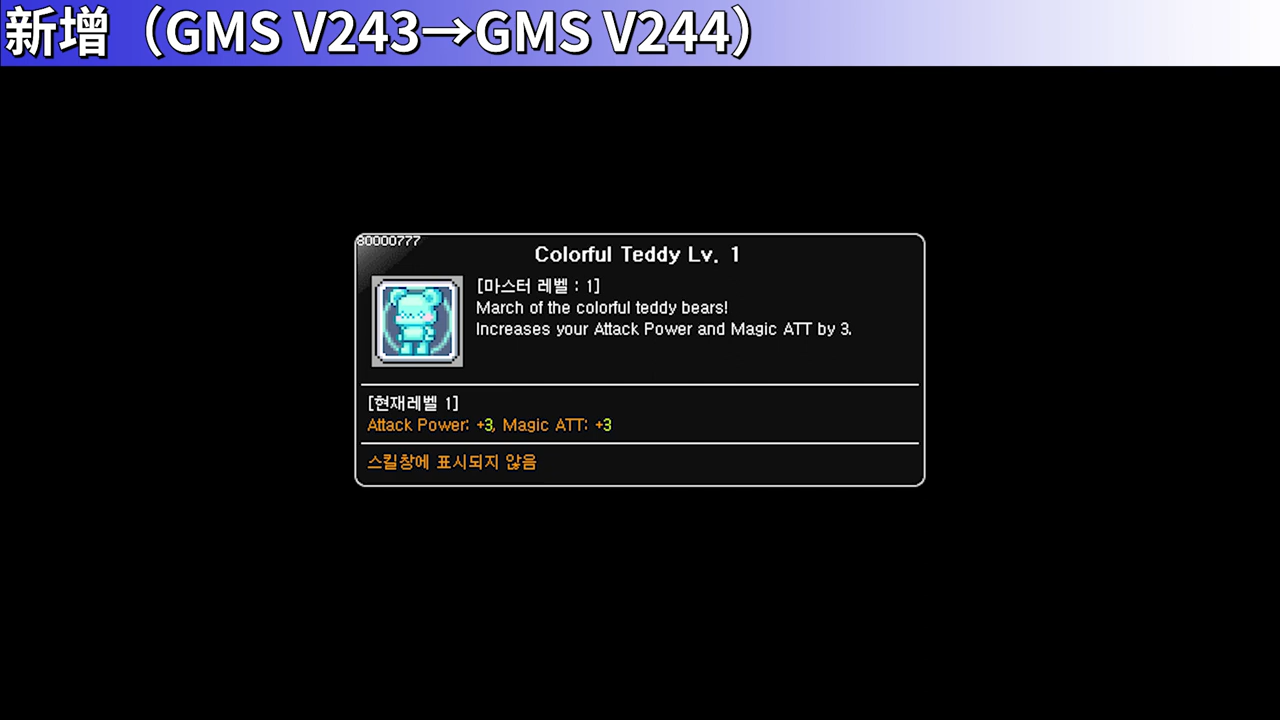 新增（GMS V243→GMS V244）
80000777
Colorful Teddy Lv. 1
[마스터 레벨 : 1]
March of the colorful teddy bears!
Increases your Attack Power and Magic ATT by 3.
[현재레벨 1]
Attack Power: +3, Magic ATT: +3
스킬창에 표시되지 않음